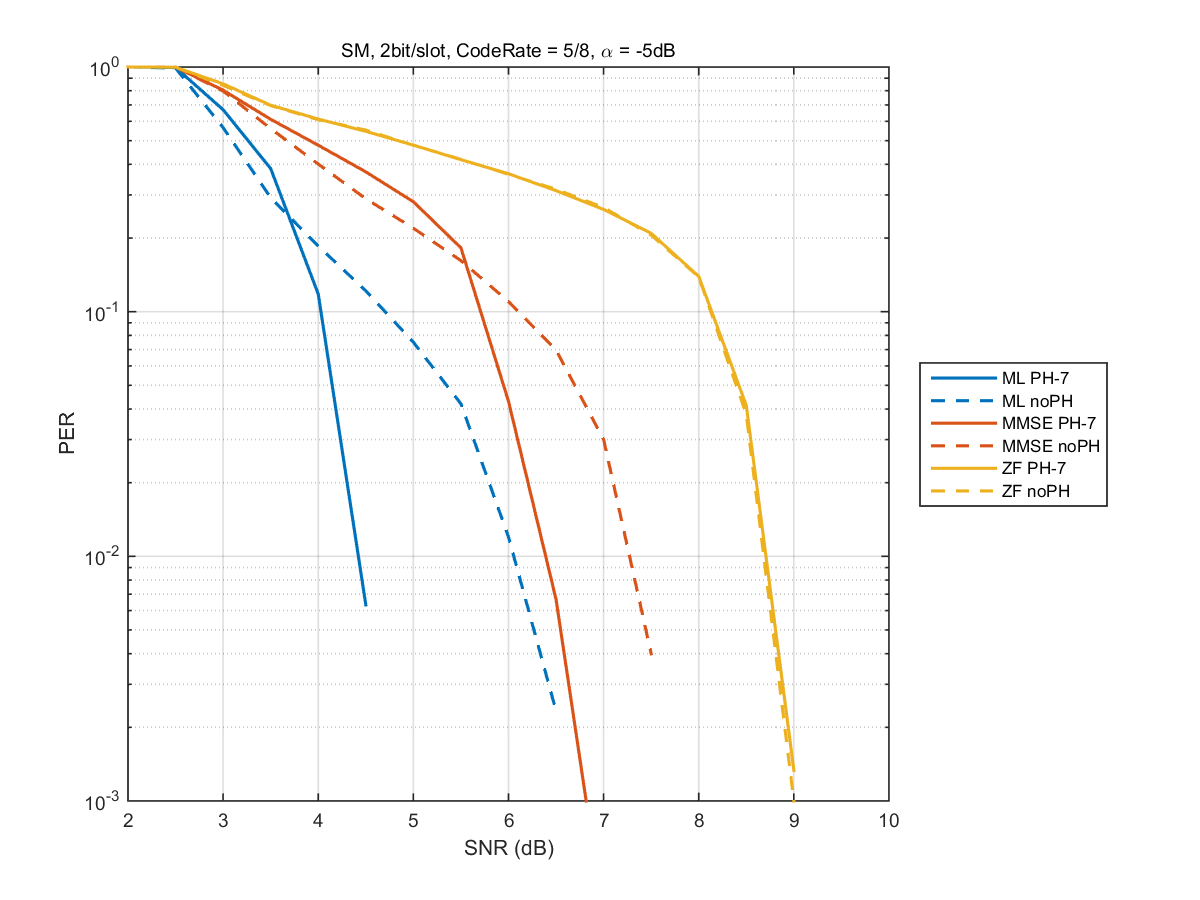 SM, 2bit/slot, CodeRate = 5/8, α = -5dB
10^0
10^-1
10^-2
10^-3
PER
2 3 4 5 6 7 8 9 10
SNR (dB)
ML PH-7
ML noPH
MMSE PH-7
MMSE noPH
ZF PH-7
ZF noPH